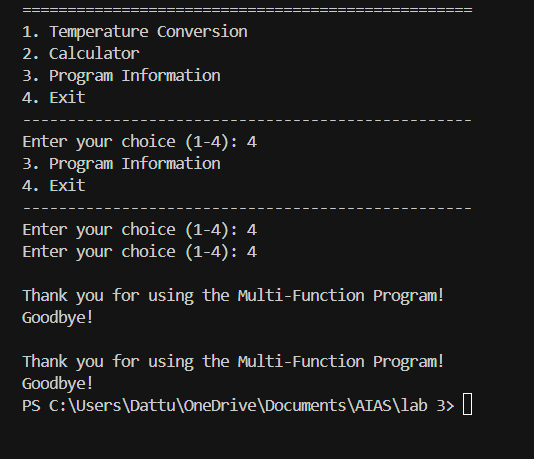 ==================================================
1. Temperature Conversion
2. Calculator
3. Program Information
4. Exit
--------------------------------------------------
Enter your choice (1-4): 4
3. Program Information
4. Exit
--------------------------------------------------
Enter your choice (1-4): 4
Enter your choice (1-4): 4
Thank you for using the Multi-Function Program!
Goodbye!
Thank you for using the Multi-Function Program!
Goodbye!
PS C:\Users\Dattu\OneDrive\Documents\AIAS\lab 3>